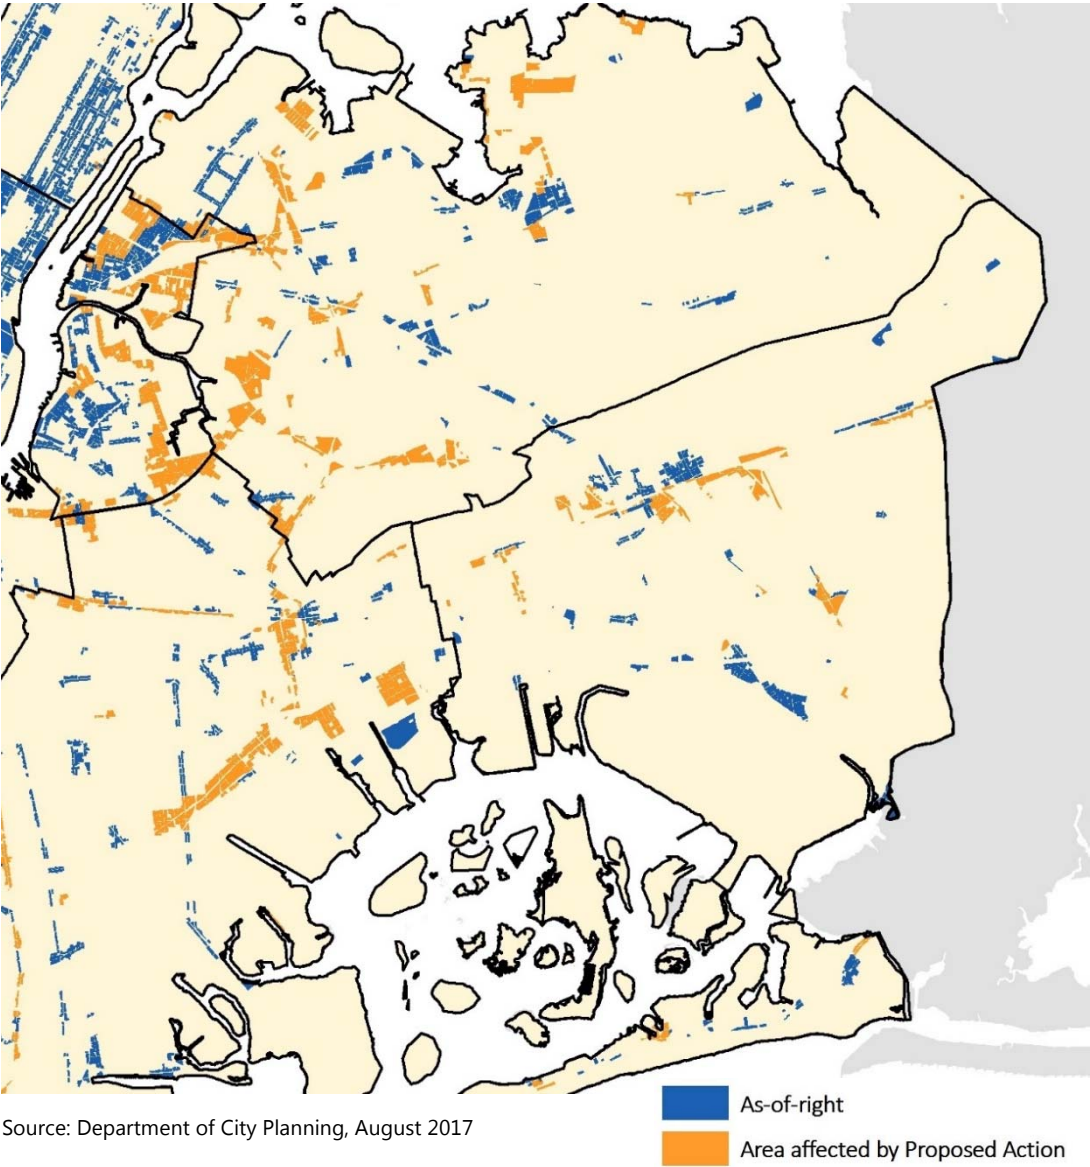 Source: Department of City Planning, August 2017
As-of-right
Area affected by Proposed Action